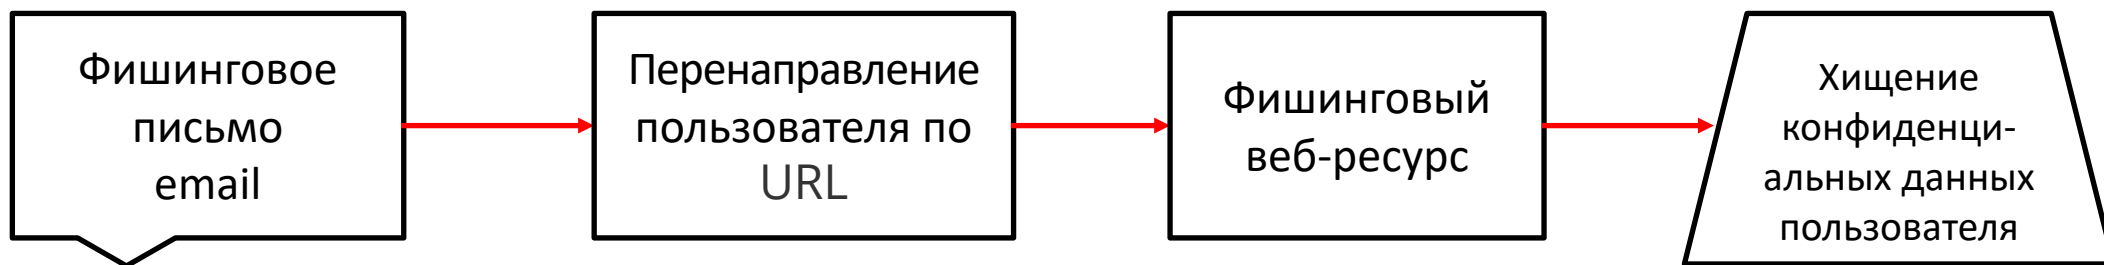 Фишинговое
письмо
email
Перенаправление
пользователя по
URL
Фишинговый
веб-ресурс
Хищение
конфиденци-
альных данных
пользователя